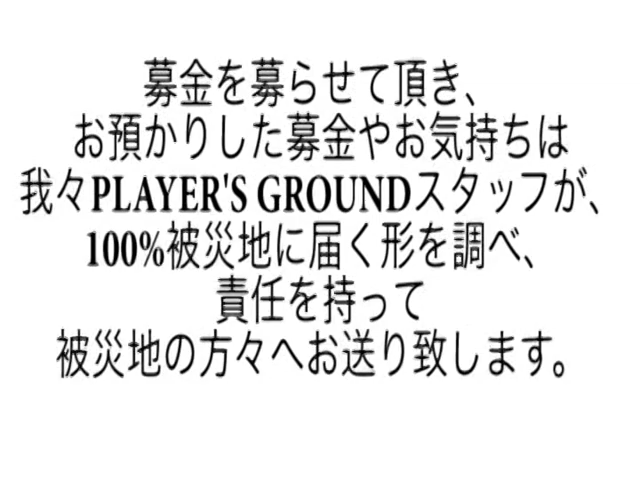 募金を募らせて頂き、
お預かりした募金やお気持ちは
我々PLAYER'S GROUNDスタッフが、
100%被災地に届く形を調べ、
責任を持って
被災地の方々へお送り致します。